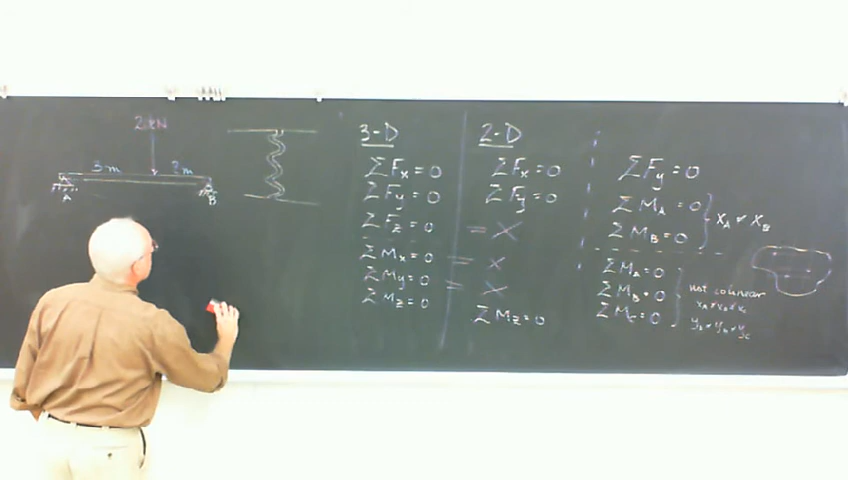 2 kN
3m 2m
A B
3-D
ΣFx = 0
ΣFy = 0
ΣFz = 0
ΣMx = 0
ΣMy = 0
ΣMz = 0
2-D
ΣFx = 0
ΣFy = 0
= X
= X
= X
ΣMz = 0
ΣFy = 0
ΣMA = 0
ΣMB = 0
XA ≠ XB
ΣMA = 0
ΣMB = 0
ΣMC = 0
not colinear